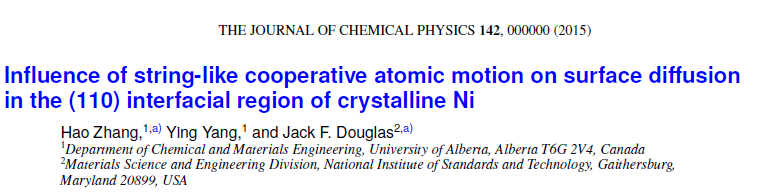 THE JOURNAL OF CHEMICAL PHYSICS 142, 000000 (2015)
Influence of string-like cooperative atomic motion on surface diffusion
in the (110) interfacial region of crystalline Ni
Hao Zhang,1,a) Ying Yang,1 and Jack F. Douglas2,a)
1Department of Chemical and Materials Engineering, University of Alberta, Alberta T6G 2V4, Canada
2Materials Science and Engineering Division, National Institute of Standards and Technology, Gaithersburg,
Maryland 20899, USA